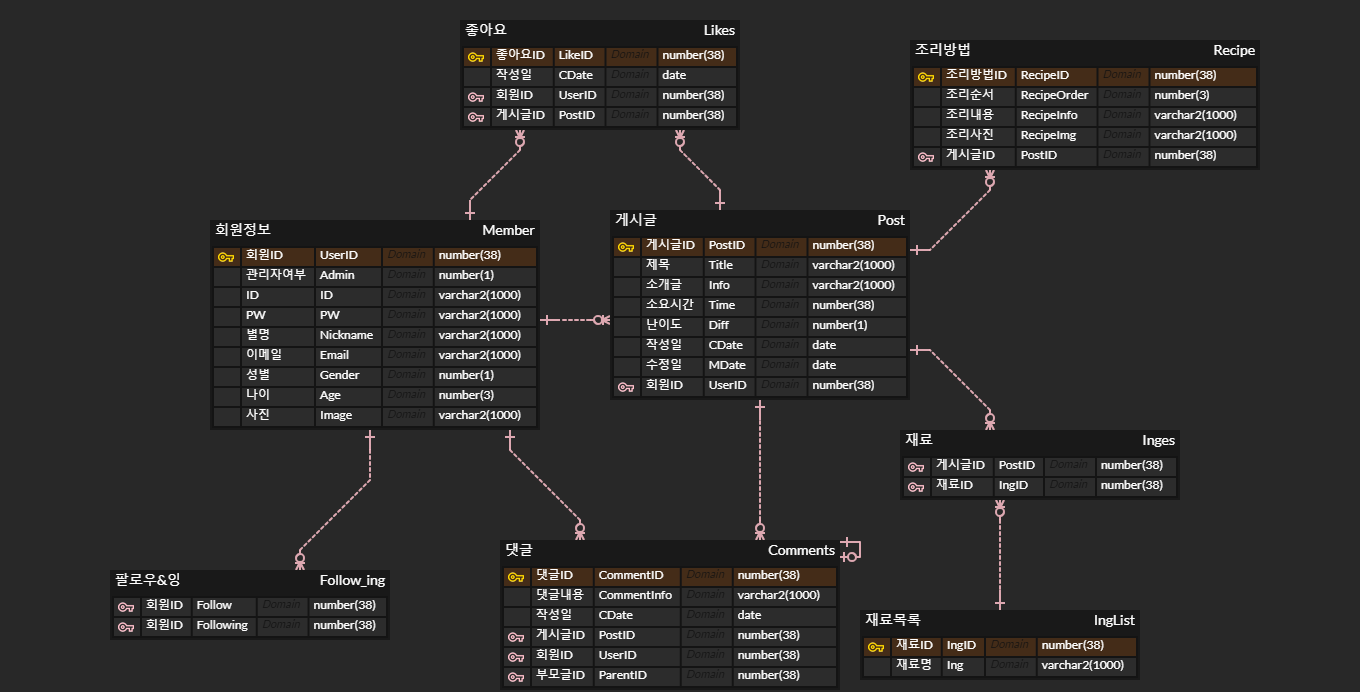 좋아요 Likes
좋아요ID LikeID Domain number(38)
작성일 CDate Domain date
회원ID UserID Domain number(38)
게시글ID PostID Domain number(38)
조리방법 Recipe
조리방법ID RecipeID Domain number(38)
조리순서 RecipeOrder Domain number(3)
조리내용 RecipeInfo Domain varchar2(1000)
조리사진 RecipeImg Domain varchar2(1000)
게시글ID PostID Domain number(38)
회원정보 Member
회원ID UserID Domain number(38)
관리자여부 Admin Domain number(1)
ID ID Domain varchar2(1000)
PW PW Domain varchar2(1000)
별명 Nickname Domain varchar2(1000)
이메일 Email Domain varchar2(1000)
성별 Gender Domain number(1)
나이 Age Domain number(3)
사진 Image Domain varchar2(1000)
게시글 Post
게시글ID PostID Domain number(38)
제목 Title Domain varchar2(1000)
소개글 Info Domain varchar2(1000)
소요시간 Time Domain number(38)
난이도 Diff Domain number(1)
작성일 CDate Domain date
수정일 MDate Domain date
회원ID UserID Domain number(38)
재료 Inges
게시글ID PostID Domain number(38)
재료ID IngID Domain number(38)
팔로우&잉 Follow_ing
회원ID Follow Domain number(38)
회원ID Following Domain number(38)
댓글 Comments
댓글ID CommentID Domain number(38)
댓글내용 CommentInfo Domain varchar2(1000)
작성일 CDate Domain date
게시글ID PostID Domain number(38)
회원ID UserID Domain number(38)
부모글ID ParentID Domain number(38)
재료목록 IngList
재료ID IngID Domain number(38)
재료명 Ing Domain varchar2(1000)